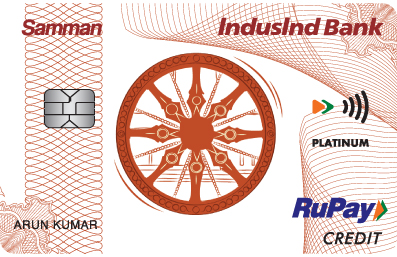 Samman
IndusInd Bank
PLATINUM
ARUN KUMAR
RuPay
CREDIT